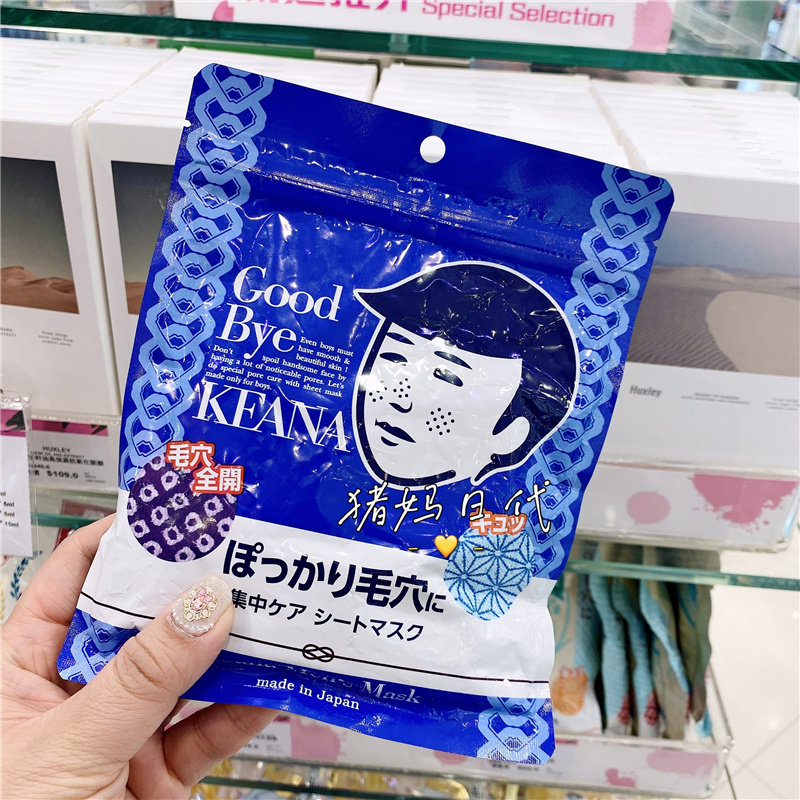 Special Selection
Good
Bye
KEANA
Even boys must
have smooth &
beautiful skin !
Don't spoil handsome face by
having a lot of noticeable pores. Let's
do special pore care with sheet mask
made only for boys.
毛穴
全開
猪妈日代
キュッ
ぽっかり毛穴に
集中ケア シートマスク
Mask
made in Japan
HUXLEY
$109.0
Huxley